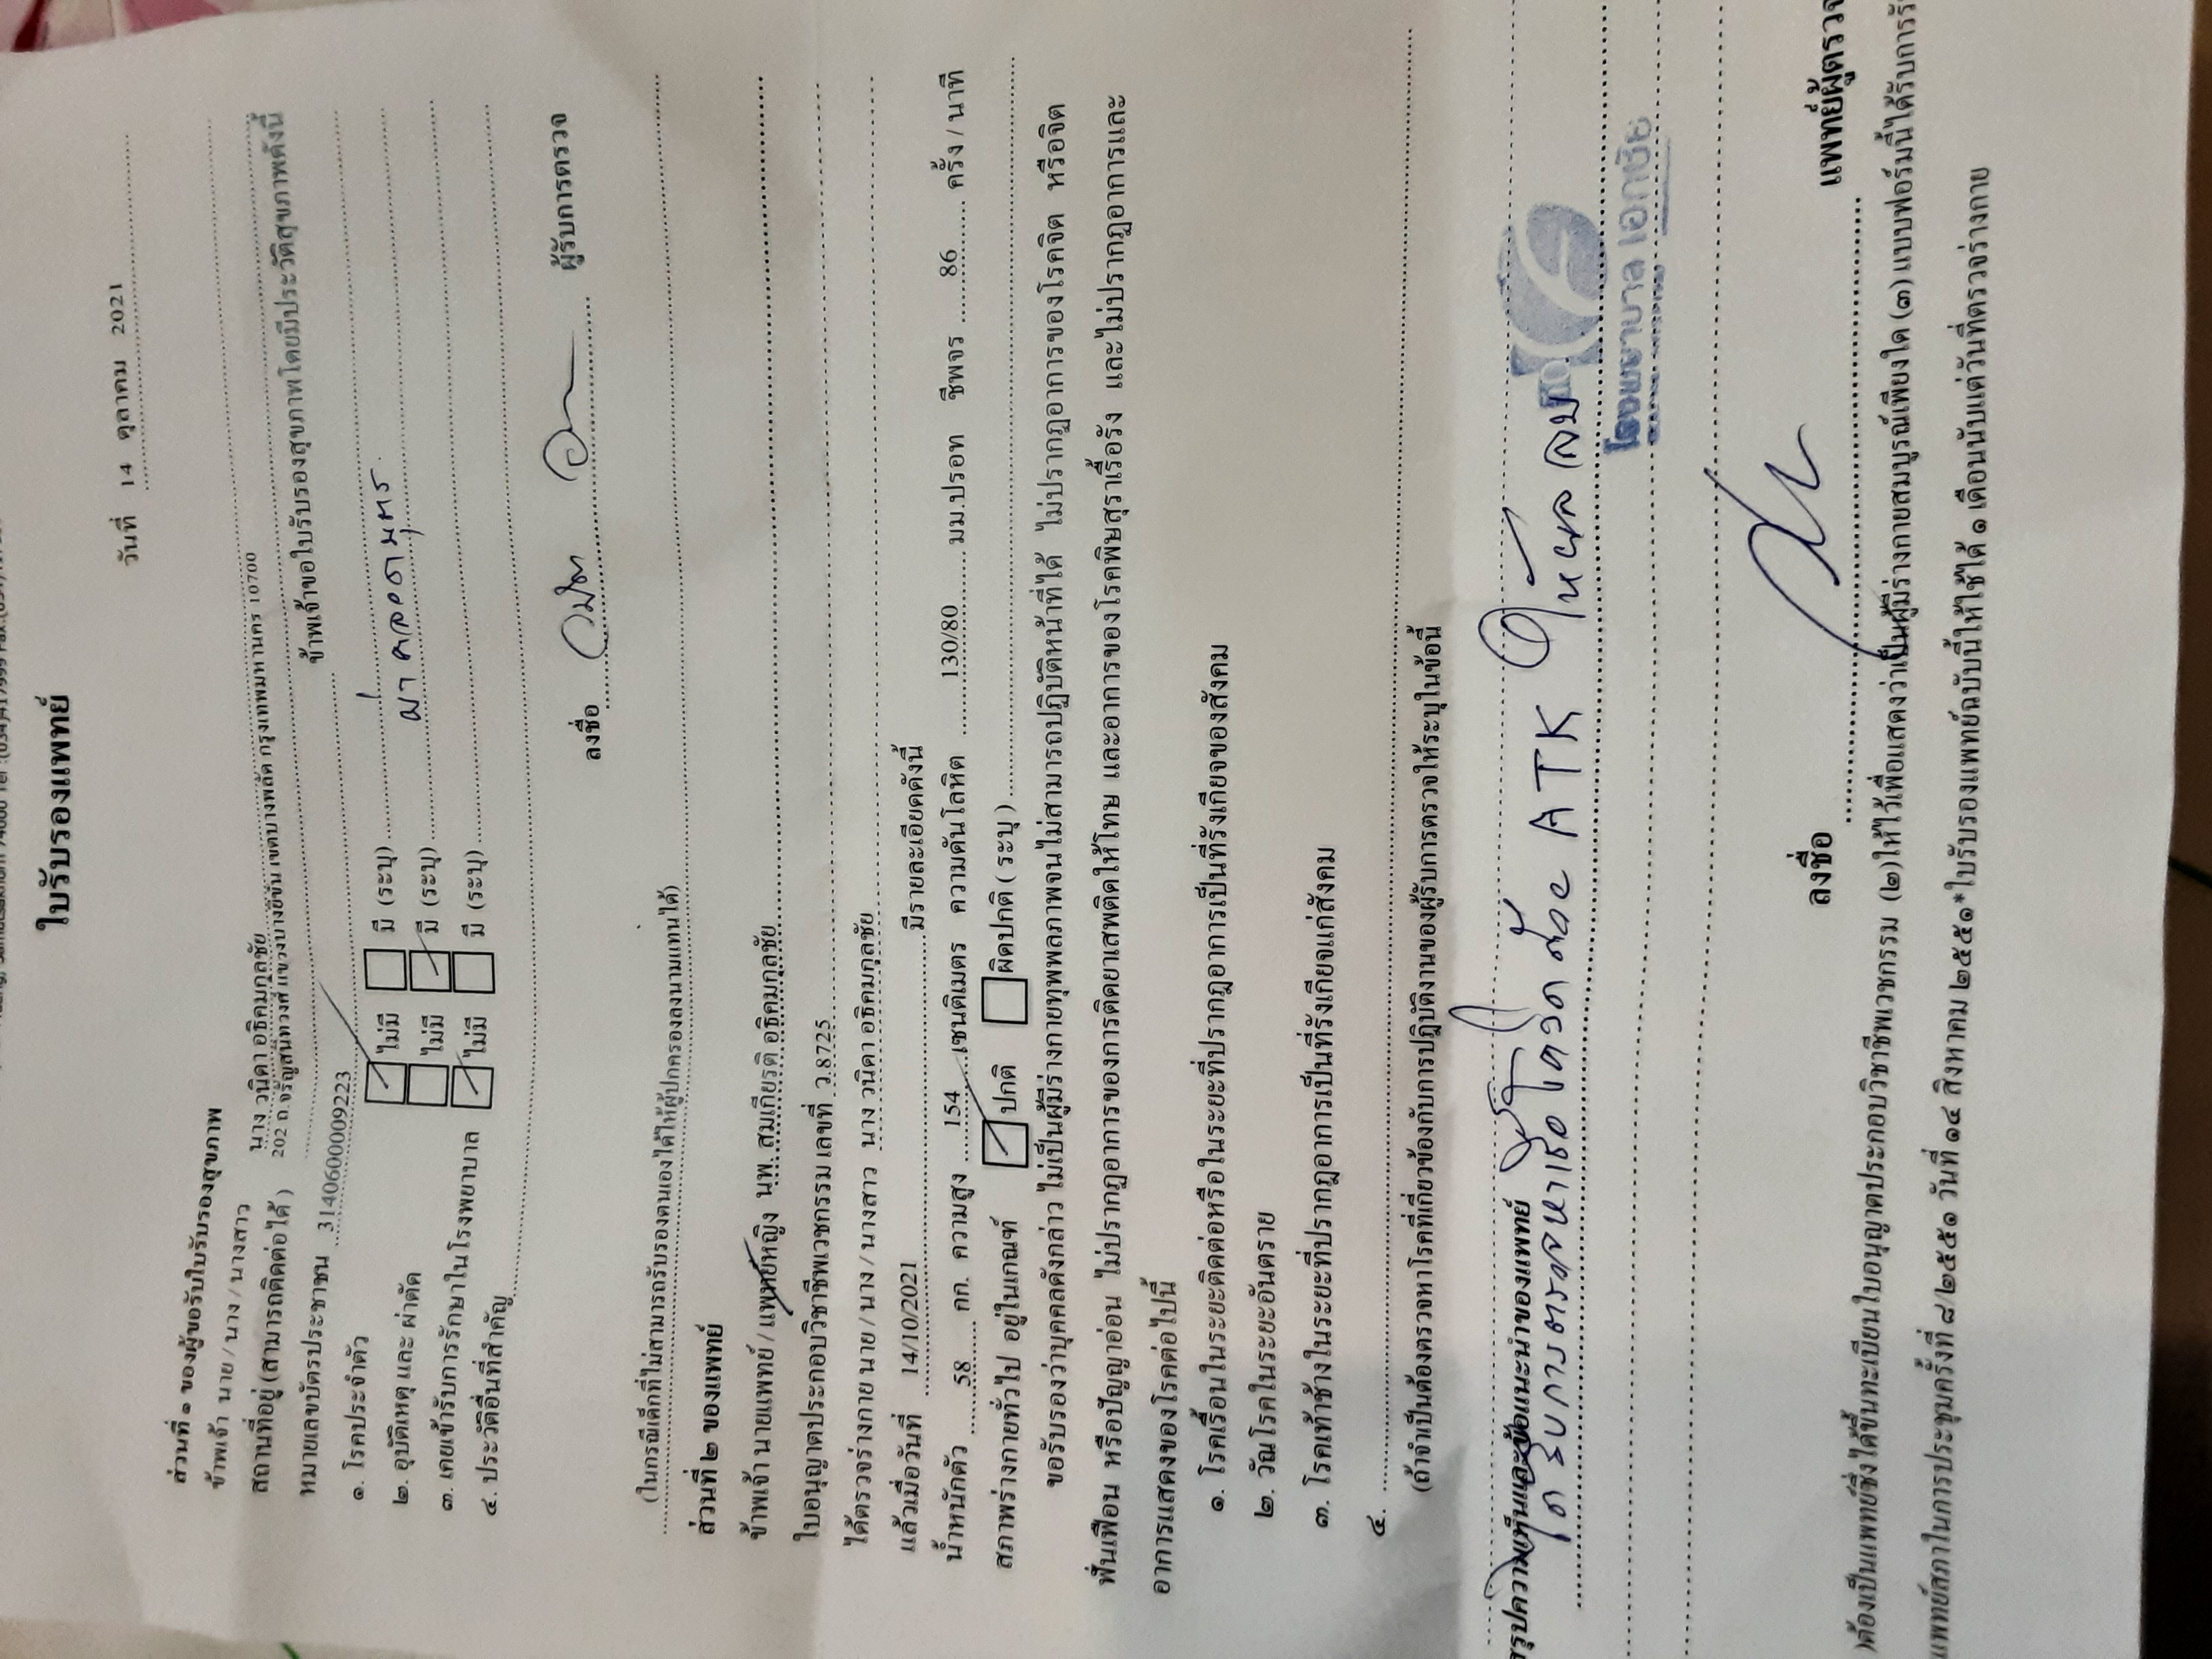 Samutsakhorn 74000 Tel :(034)417999 Fax.
ใบรับรองแพทย์
วันที่ 14 ตุลาคม 2021
ส่วนที่ ๑ ของผู้ขอรับใบรับรองสุขภาพ
ข้าพเจ้า นาย / นาง / นางสาว นาง วนิดา อธิคมกุลชัย
สถานที่อยู่ (สามารถติดต่อได้ ) 202 ถ.จรัญสนิทวงศ์ แขวงบางยี่ขัน เขตบางพลัด กรุงเทพมหานคร 10700
หมายเลขบัตรประชาชน 3140600009223 ข้าพเจ้าขอใบรับรองสุขภาพโดยมีประวัติสุขภาพดังนี้
๑. โรคประจำตัว ไม่มี มี (ระบุ)
๒. อุบัติเหตุ และ ผ่าตัด ไม่มี มี (ระบุ) ผ่าคลอดบุตร
๓. เคยเข้ารับการรักษาในโรงพยาบาล ไม่มี มี (ระบุ)
๔. ประวัติอื่นที่สำคัญ
ลงชื่อ ผู้รับการตรวจ
(ในกรณีเด็กที่ไม่สามารถรับรองตนเองได้ให้ผู้ปกครองลงนามแทนได้)
ส่วนที่ ๒ ของแพทย์
ข้าพเจ้า นายแพทย์ / แพทย์หญิง นพ. สมเกียรติ อธิคมกุลชัย
ใบอนุญาตประกอบวิชาชีพเวชกรรม เลขที่ ว.8725
ได้ตรวจร่างกาย นาย / นาง / นางสาว นาง วนิดา อธิคมกุลชัย
แล้วเมื่อวันที่ 14/10/2021 มีรายละเอียดดังนี้
น้ำหนักตัว 58 กก. ความสูง 154 เซนติเมตร ความดันโลหิต 130/80 มม.ปรอท ชีพจร 86 ครั้ง / นาที
สภาพร่างกายทั่วไป อยู่ในเกณฑ์ ปกติ ผิดปกติ ( ระบุ )
ขอรับรองว่าบุคคลดังกล่าว ไม่เป็นผู้มีร่างกายทุพพลภาพจนไม่สามารถปฏิบัติหน้าที่ได้ ไม่ปรากฏอาการของโรคจิต หรือจิต
ฟั่นเฟือน หรือปัญญาอ่อน ไม่ปรากฏอาการของการติดยาเสพติดให้โทษ และอาการของโรคพิษสุราเรื้อรัง และไม่ปรากฏอาการและ
อาการแสดงของโรคต่อไปนี้
๑. โรคเรื้อนในระยะติดต่อหรือในระยะที่ปรากฏอาการเป็นที่รังเกียจของสังคม
๒. วัณโรคในระยะอันตราย
๓. โรคเท้าช้างในระยะที่ปรากฏอาการเป็นที่รังเกียจแก่สังคม
๔.
(ถ้าจำเป็นต้องตรวจหาโรคที่เกี่ยวข้องกับการปฏิบัติงานของผู้รับการตรวจให้ระบุในข้อนี้
สรุปความเห็นและข้อแนะนำของแพทย์
ได้รับการตรวจหาเชื้อโควิดด้วย ATK ให้ผลลบ
โรงพยาบาล เอกชัย
ลงชื่อ แพทย์ผู้ตรวจ
)ต้องเป็นแพทย์ซึ่งได้ขึ้นทะเบียนใบอนุญาตประกอบวิชาชีพเวชกรรม (๒)ให้ไว้เพื่อแสดงว่าเป็นผู้มีร่างกายสมบูรณ์เพียงใด (๓) แบบฟอร์มนี้ได้รับการรั
แพทย์สภาในการประชุมครั้งที่ ๘/๒๕๕๑ วันที่ ๑๔ สิงหาคม ๒๕๕๑*ใบรับรองแพทย์ฉบับนี้ให้ใช้ได้ ๑ เดือนนับแต่วันที่ตรวจร่างกาย